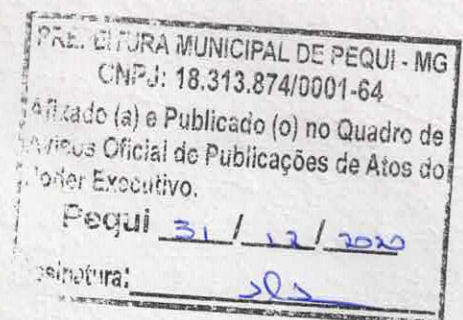 PREFEITURA MUNICIPAL DE PEQUI - MG
CNPJ: 18.313.874/0001-64
Afixado (a) e Publicado (o) no Quadro de
Avisos Oficial de Publicações de Atos do
Poder Executivo.
Pequi 31 / 12 / 2020
Assinatura: